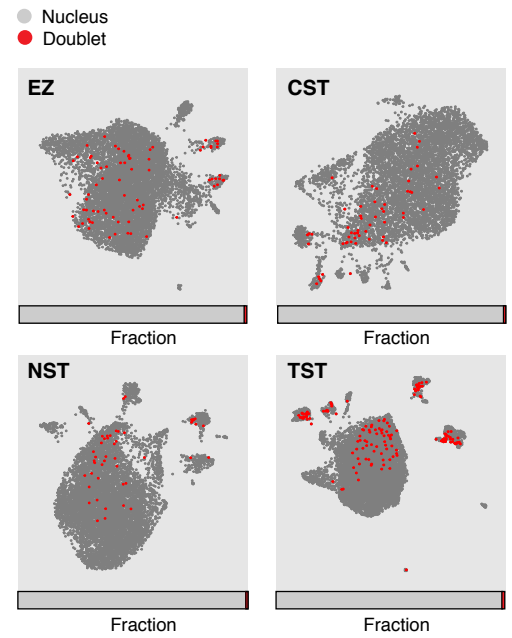 Nucleus
Doublet
EZ
CST
Fraction
Fraction
NST
TST
Fraction
Fraction